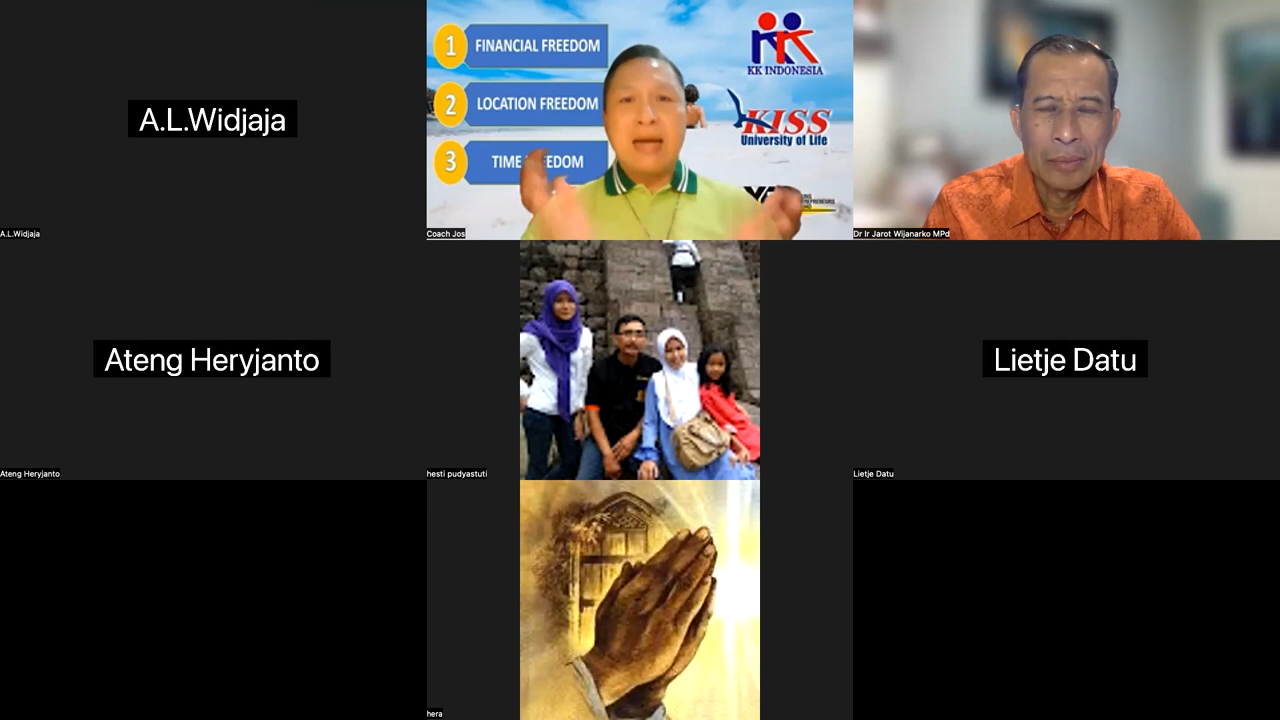 A.L.Widjaja
A.L.Widjaja
1 FINANCIAL FREEDOM
2 LOCATION FREEDOM
3 TIME EEDOM
KK INDONESIA
KISS
University of Life
Coach Jos
Dr Ir Jarot Wijanarko MPd
Ateng Heryjanto
Ateng Heryjanto
hesti pudyastuti
Lietje Datu
Lietje Datu
hera